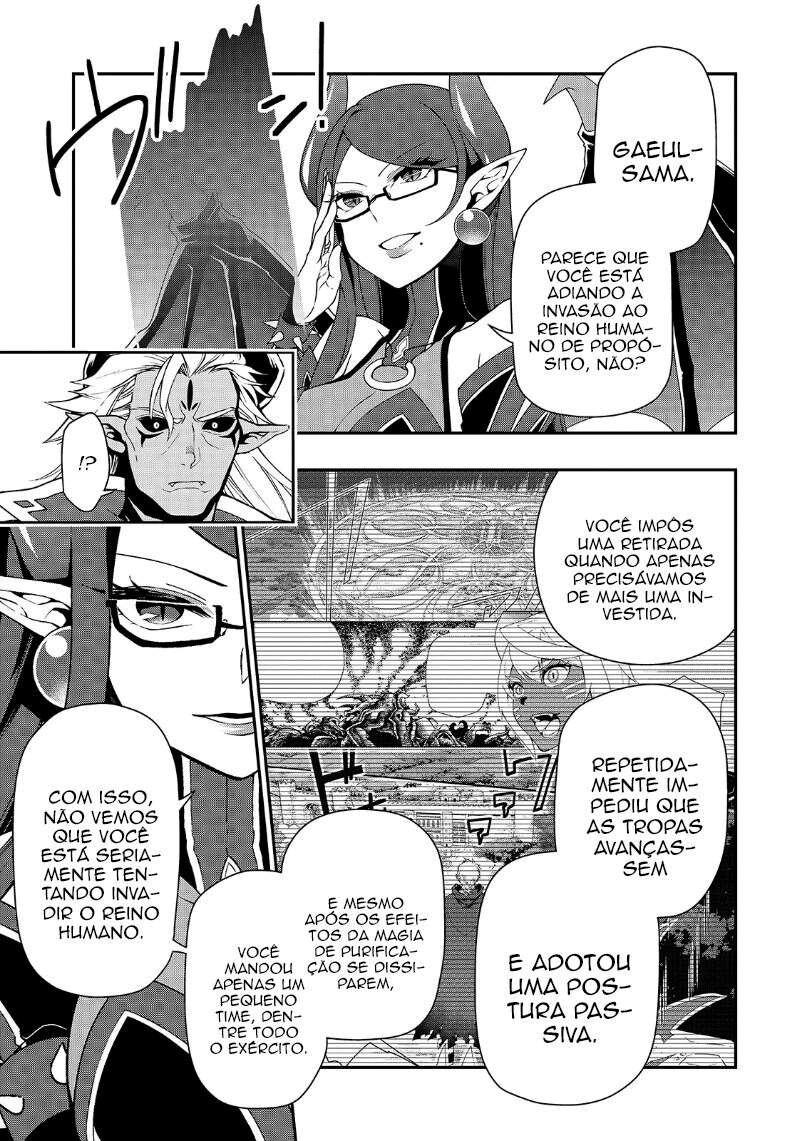 GAEUL-
SAMA.
PARECE QUE
VOCÊ ESTÁ
ADIANDO A
INVASÃO AO
REINO HUMA-
NO DE PROPÓ-
SITO, NÃO?
!?
VOCÊ IMPÔS
UMA RETIRADA
QUANDO APENAS
PRECISÁVAMOS
DE MAIS UMA IN-
VESTIDA.
REPETIDA-
MENTE IM-
PEDIU QUE
AS TROPAS
AVANÇAS-
SEM
E ADOTOU
UMA POS-
TURA PAS-
SIVA.
E MESMO
APÓS OS EFEI-
TOS DA MAGIA
DE PURIFICA-
ÇÃO SE DISSI-
PAREM,
VOCÊ
MANDOU
APENAS UM
PEQUENO
TIME, DEN-
TRE TODO
O EXÉRCITO.
COM ISSO,
NÃO VEMOS
QUE VOCÊ
ESTÁ SERIA-
MENTE TEN-
TANDO INVA-
DIR O REINO
HUMANO.